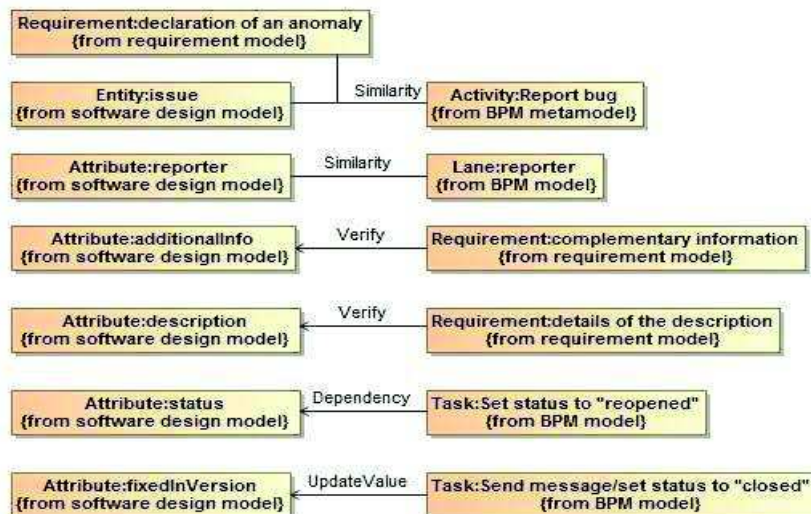 Requirement:declaration of an anomaly
{from requirement model}
Entity:issue
{from software design model}
Similarity
Activity:Report bug
{from BPM metamodel}
Attribute:reporter
{from software design model}
Similarity
Lane:reporter
{from BPM model}
Attribute:additionalInfo
{from software design model}
Verify
Requirement:complementary information
{from requirement model}
Attribute:description
{from software design model}
Verify
Requirement:details of the description
{from requirement model}
Attribute:status
{from software design model}
Dependency
Task:Set status to "reopened"
{from BPM model}
Attribute:fixedInVersion
{from software design model}
UpdateValue
Task:Send message/set status to "closed"
{from BPM model}